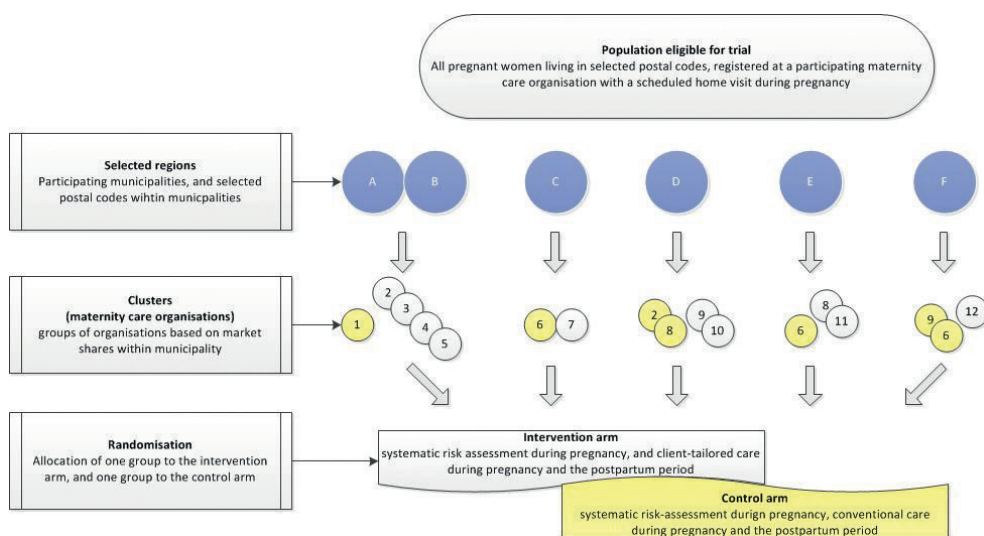 Population eligible for trial
All pregnant women living in selected postal codes, registered at a participating maternity
care organisation with a scheduled home visit during pregnancy
Selected regions
Participating municipalities, and selected
postal codes wihtin municpalities
A B C D E F
Clusters
(maternity care organisations)
groups of organisations based on market
shares within municipality
1 2 3 4 5 6 7 2 8 9 10 6 8 11 9 6 12
Randomisation
Allocation of one group to the intervention
arm, and one group to the control arm
Intervention arm
systematic risk assessment during pregnancy, and client-tailored care
during pregnancy and the postpartum period
Control arm
systematic risk-assessment durign pregnancy, conventional care
during pregnancy and the postpartum period